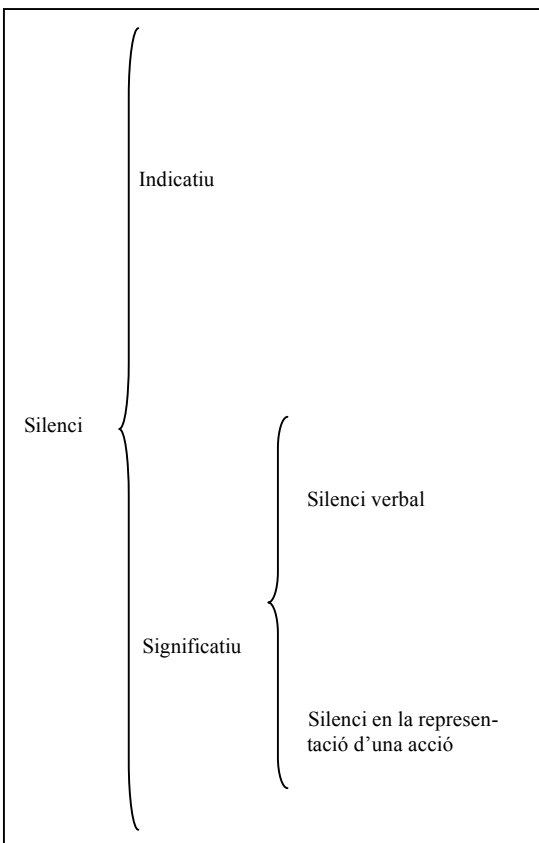 Indicatiu
Silenci
Silenci verbal
Significatiu
Silenci en la represen-
tació d'una acció